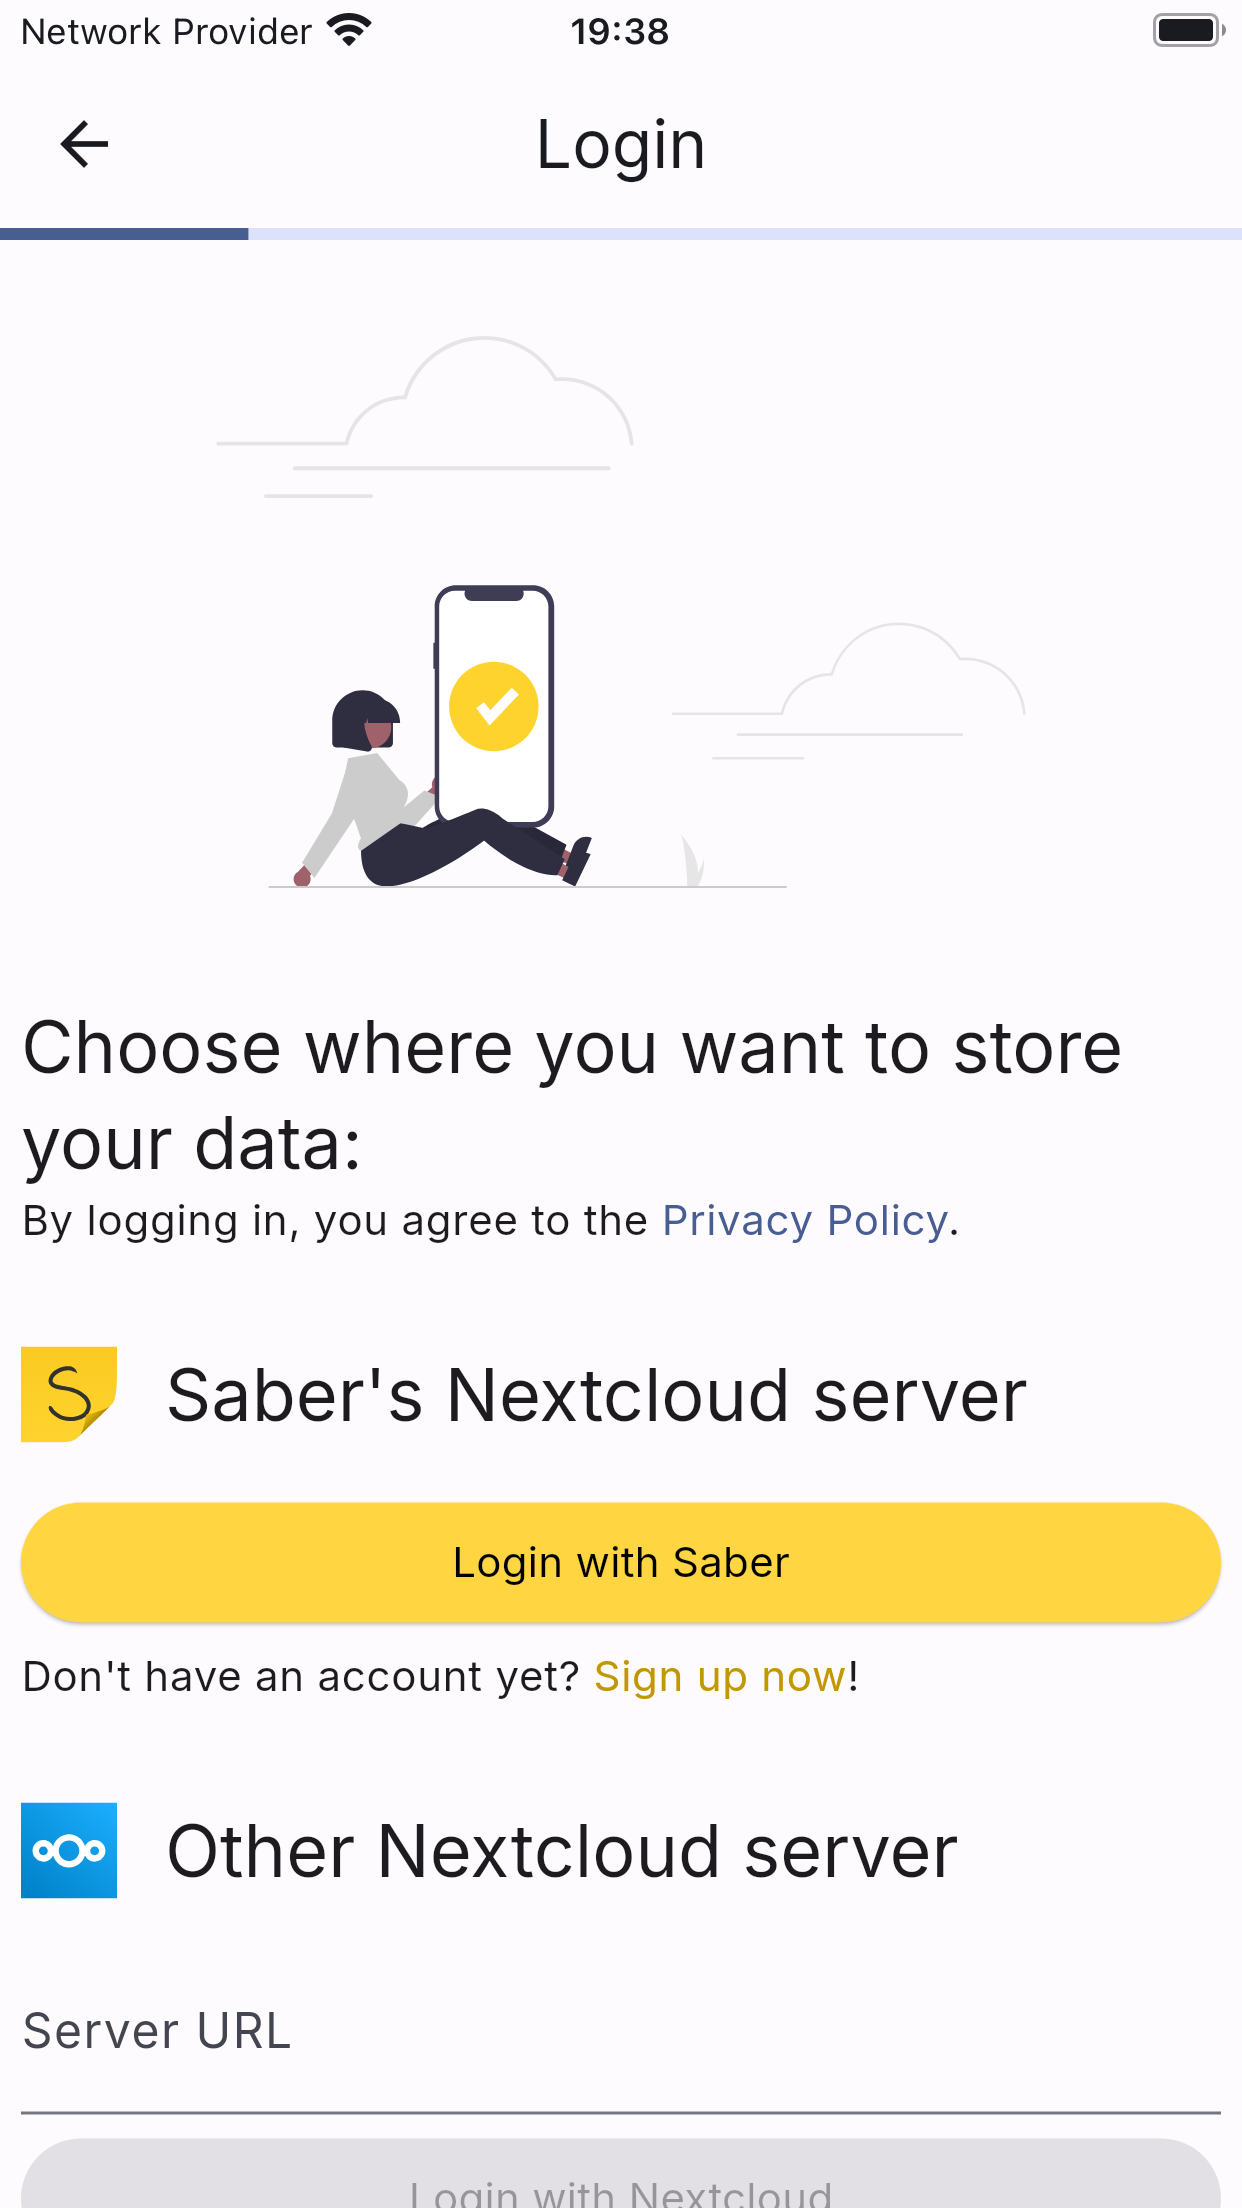 Network Provider 19:38
Login
Choose where you want to store
your data:
By logging in, you agree to the Privacy Policy.
S
Saber's Nextcloud server
Login with Saber
Don't have an account yet? Sign up now!
Other Nextcloud server
Server URL
Login with Nextcloud